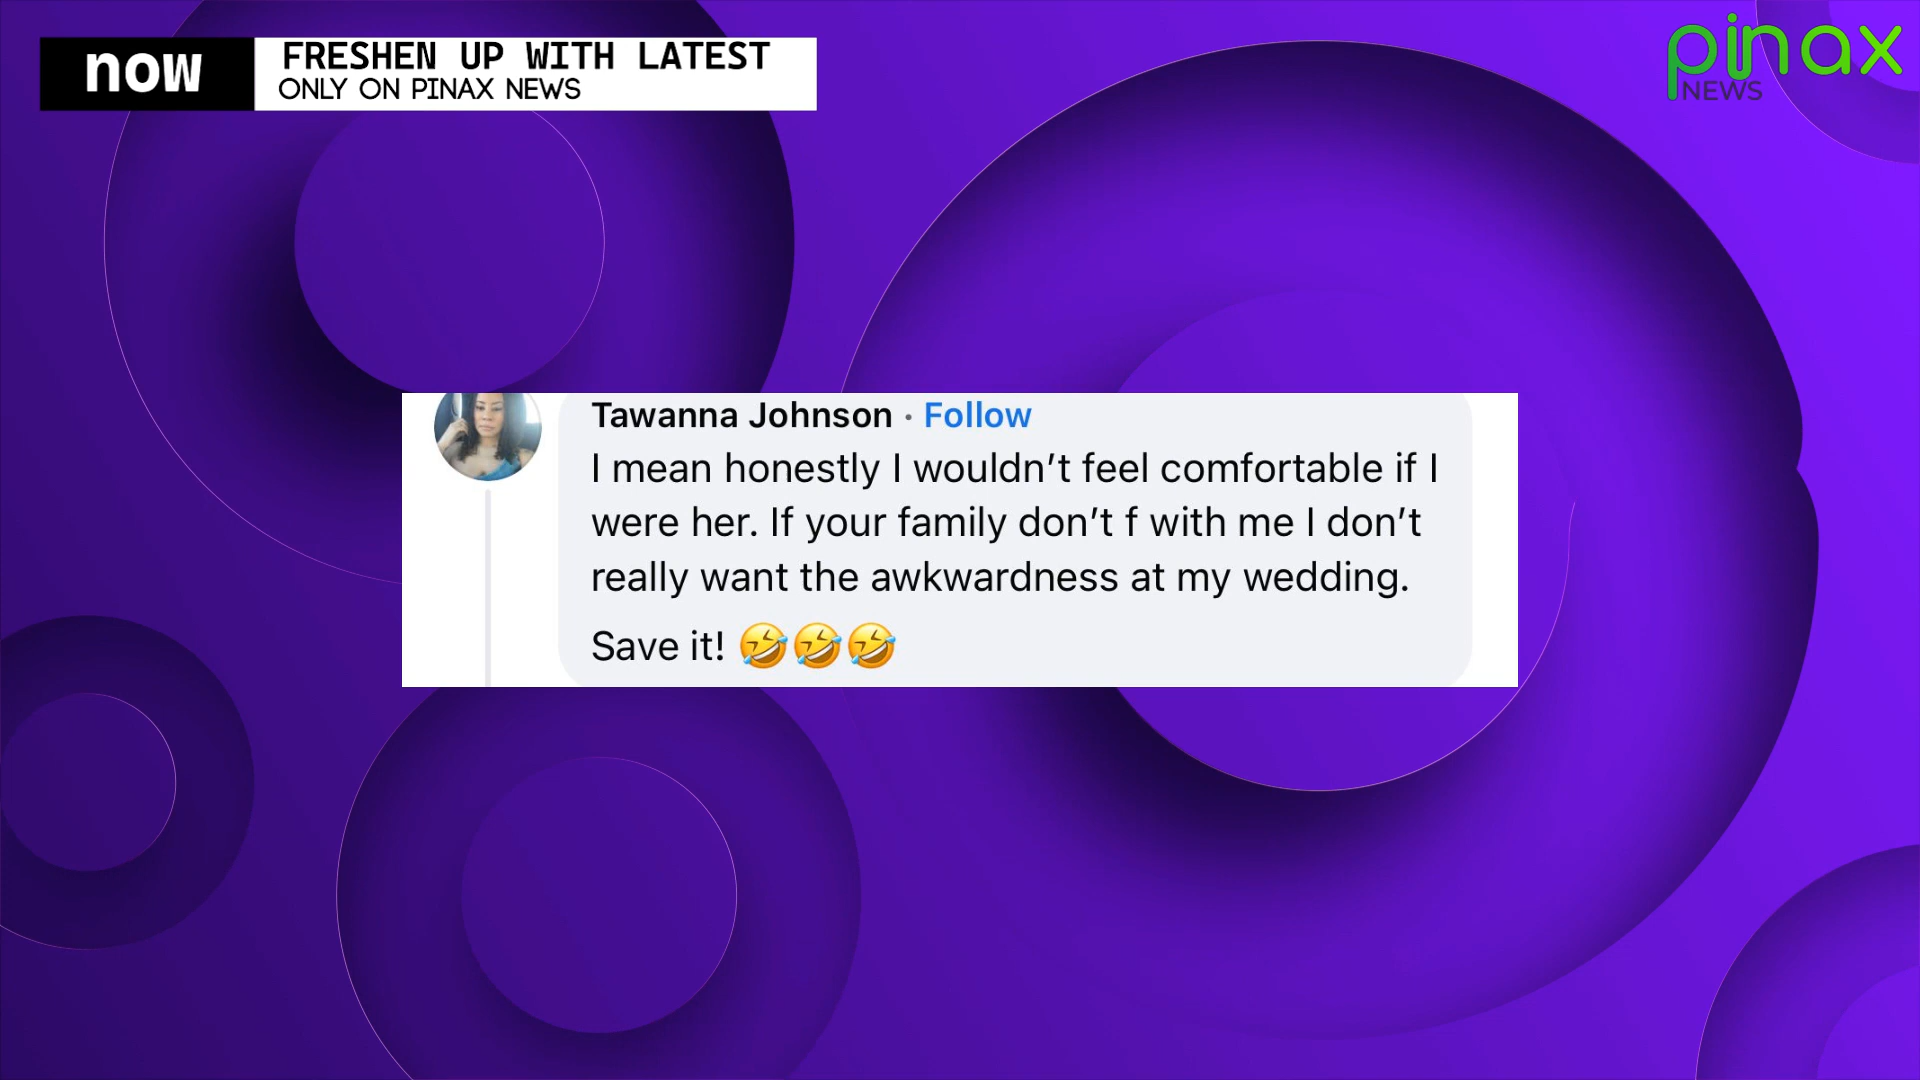 now
FRESHEN UP WITH LATEST
ONLY ON PINAX NEWS
pinax
NEWS
Tawanna Johnson · Follow
I mean honestly I wouldn’t feel comfortable if I
were her. If your family don’t f with me I don’t
really want the awkwardness at my wedding.
Save it! 🤣🤣🤣